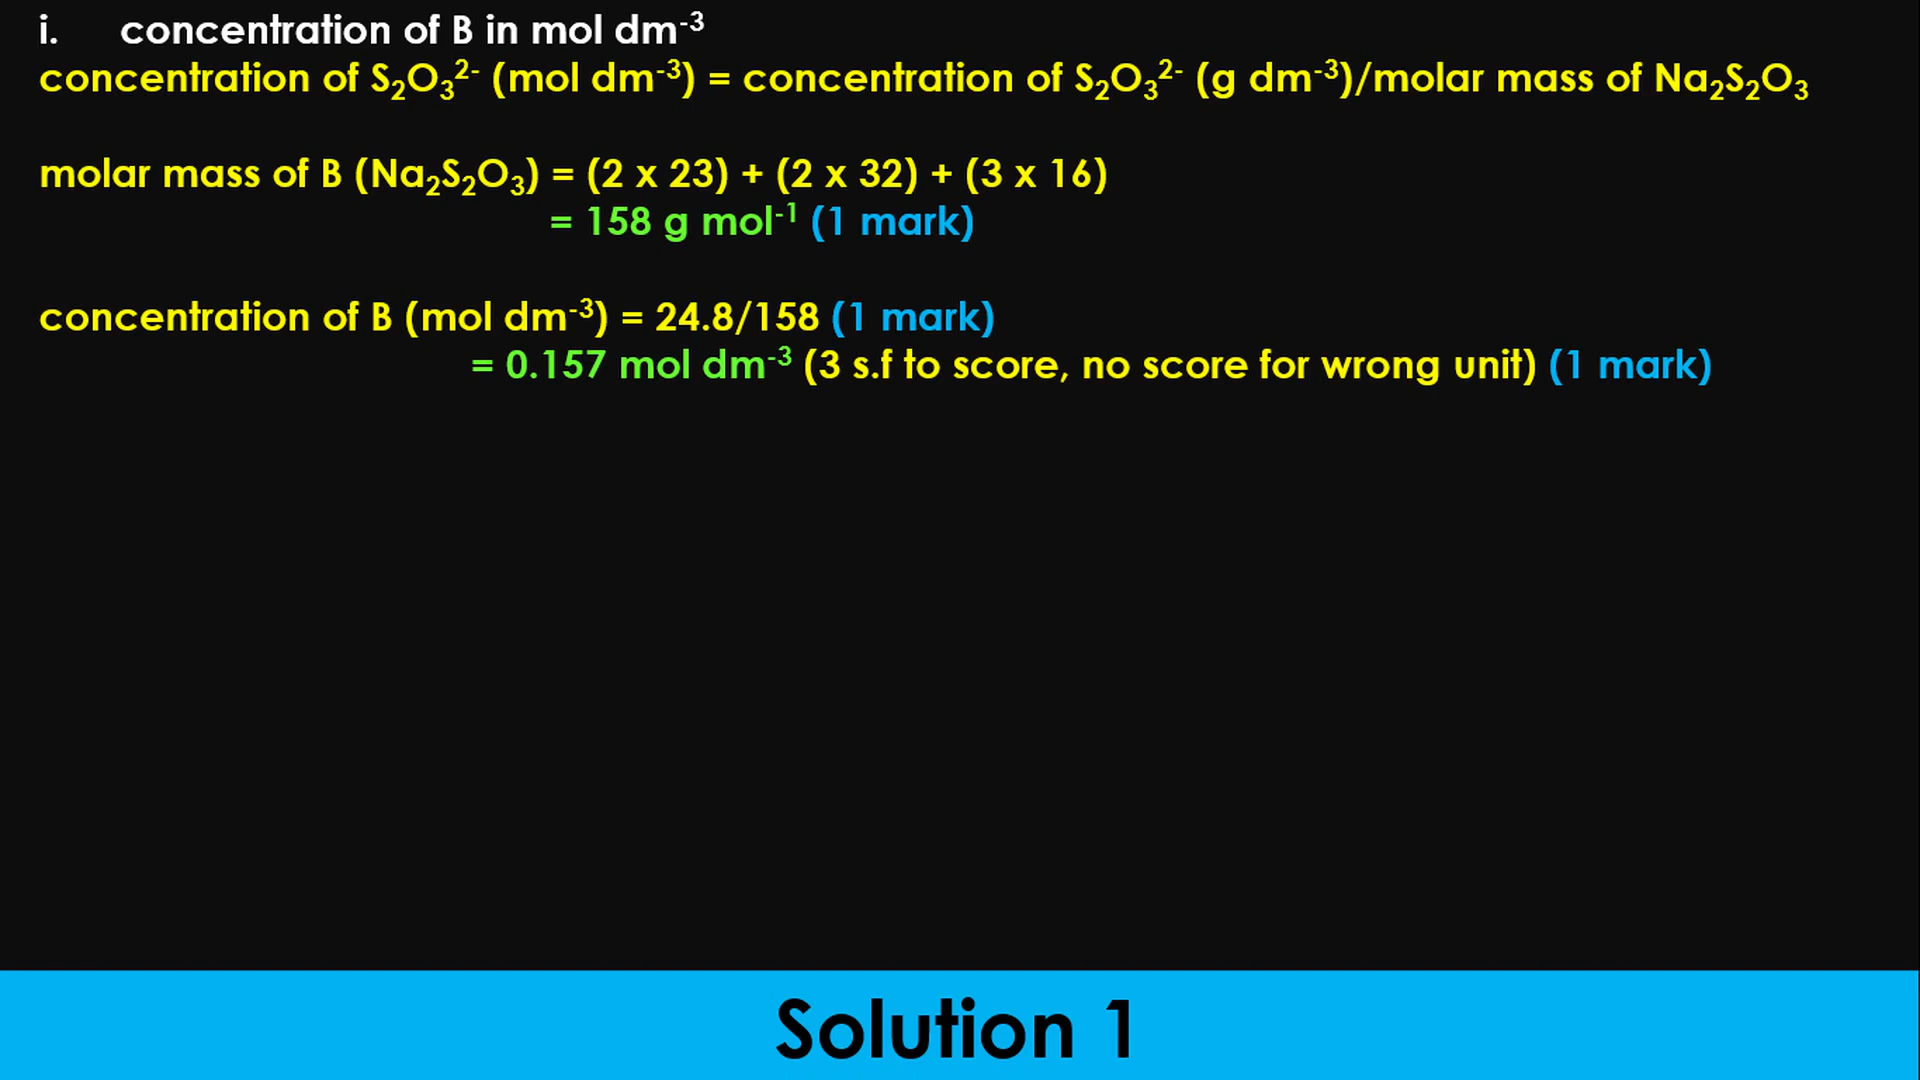 i. concentration of B in mol dm⁻³
concentration of S₂O₃²⁻ (mol dm⁻³) = concentration of S₂O₃²⁻ (g dm⁻³)/molar mass of Na₂S₂O₃
molar mass of B (Na₂S₂O₃) = (2 x 23) + (2 x 32) + (3 x 16)
= 158 g mol⁻¹ (1 mark)
concentration of B (mol dm⁻³) = 24.8/158 (1 mark)
= 0.157 mol dm⁻³ (3 s.f to score, no score for wrong unit) (1 mark)
Solution 1